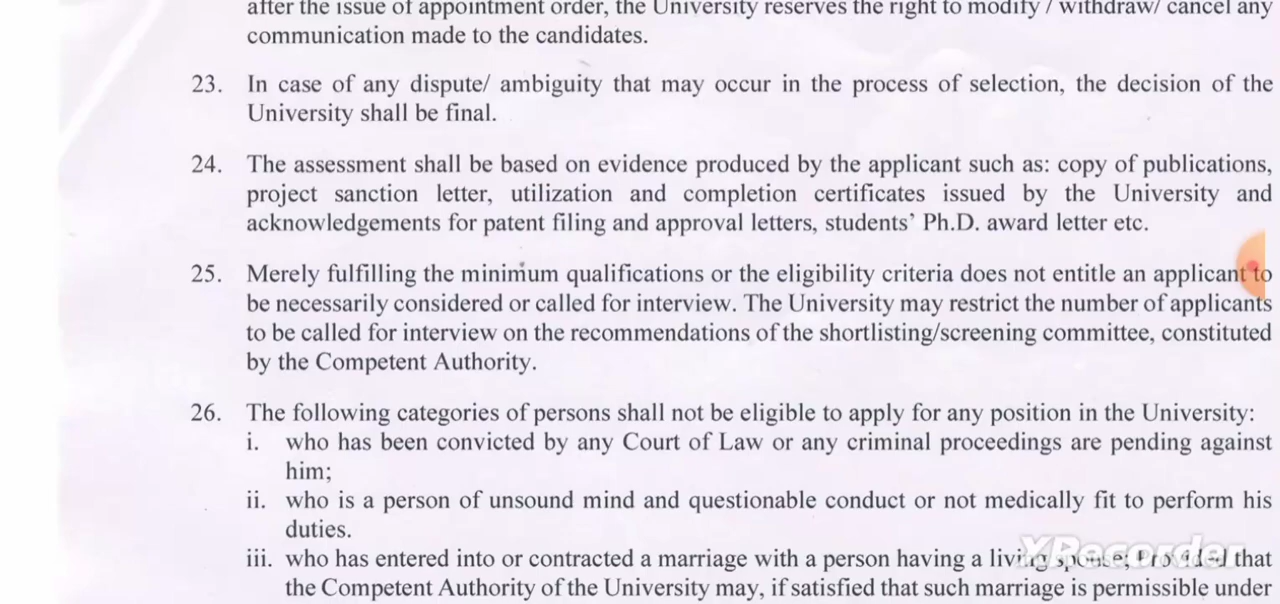 after the issue of appointment order, the University reserves the right to modify / withdraw/ cancel any
communication made to the candidates.
23. In case of any dispute/ ambiguity that may occur in the process of selection, the decision of the
University shall be final.
24. The assessment shall be based on evidence produced by the applicant such as: copy of publications,
project sanction letter, utilization and completion certificates issued by the University and
acknowledgements for patent filing and approval letters, students’ Ph.D. award letter etc.
25. Merely fulfilling the minimum qualifications or the eligibility criteria does not entitle an applicant to
be necessarily considered or called for interview. The University may restrict the number of applicants
to be called for interview on the recommendations of the shortlisting/screening committee, constituted
by the Competent Authority.
26. The following categories of persons shall not be eligible to apply for any position in the University:
i. who has been convicted by any Court of Law or any criminal proceedings are pending against
him;
ii. who is a person of unsound mind and questionable conduct or not medically fit to perform his
duties.
iii. who has entered into or contracted a marriage with a person having a living spouse; Provided that
the Competent Authority of the University may, if satisfied that such marriage is permissible under
XRecorder